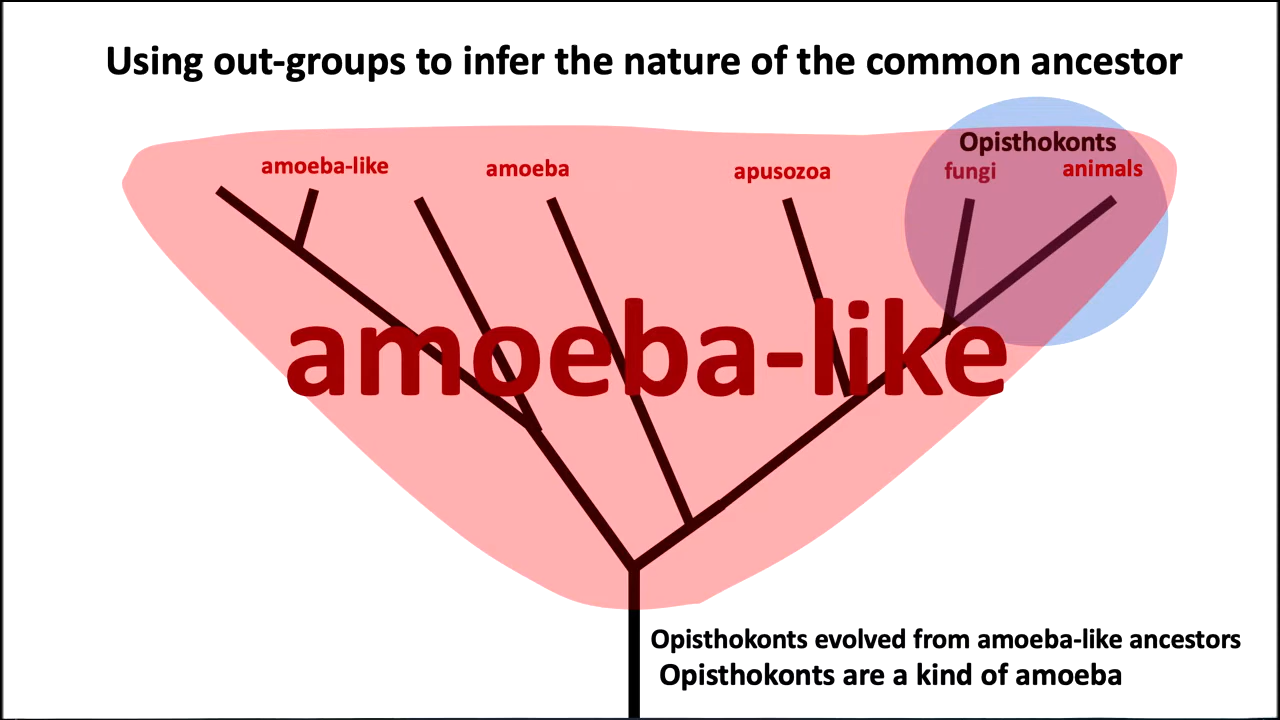 Using out-groups to infer the nature of the common ancestor
Opisthokonts
amoeba-like
amoeba
apusozoa
fungi
animals
amoeba-like
Opisthokonts evolved from amoeba-like ancestors
Opisthokonts are a kind of amoeba